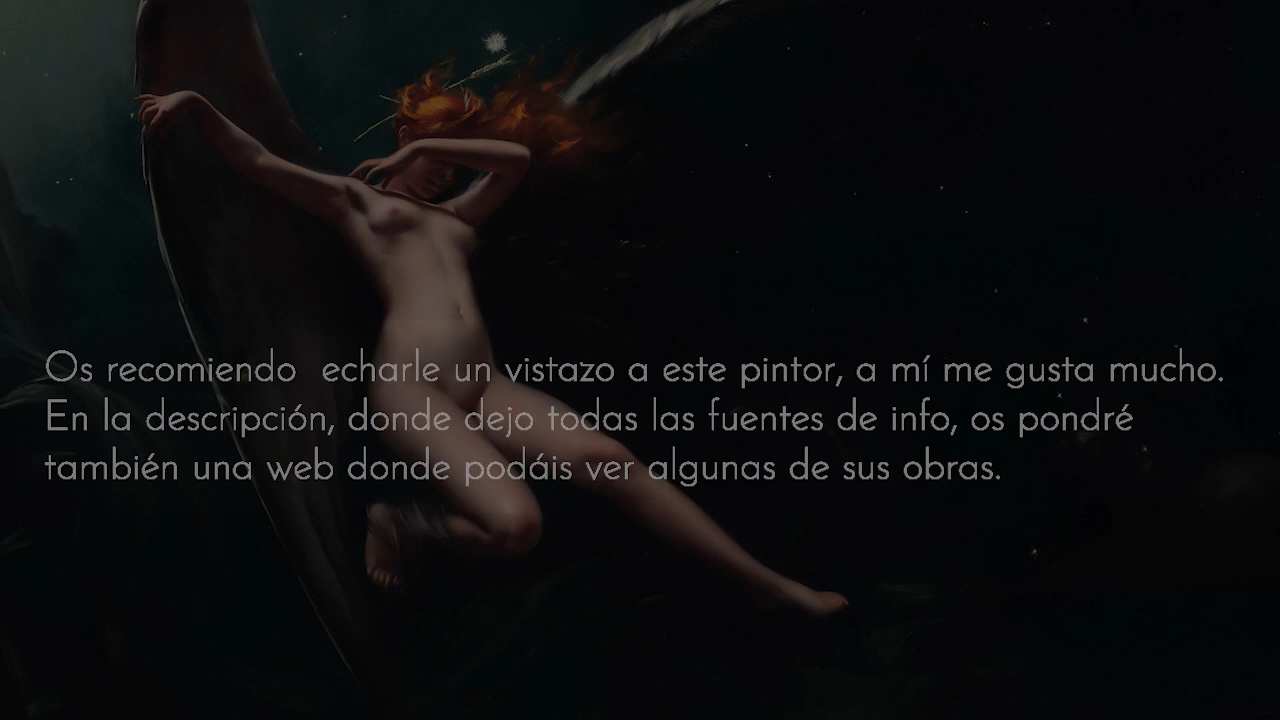 Os recomiendo  echarle un vistazo a este pintor, a mí me gusta mucho.
En la descripción, donde dejo todas las fuentes de info, os pondré
también una web donde podáis ver algunas de sus obras.